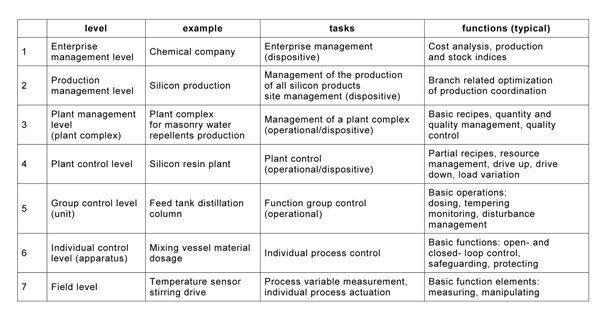 level
example
tasks
functions (typical)
1
Enterprise
management level
Chemical company
Enterprise management
(dispositive)
Cost analysis, production
and stock indices
2
Production
management level
Silicon production
Management of the production
of all silicon products
site management (dispositive)
Branch related optimization
of production coordination
3
Plant management
level
(plant complex)
Plant complex
for masonry water
repellents production
Management of a plant complex
(operational/dispositive)
Basic recipes, quantity and
quality management, quality
control
4
Plant control level
Silicon resin plant
Plant control
(operational/dispositive)
Partial recipes, resource
management, drive up, drive
down, load variation
5
Group control level
(unit)
Feed tank distillation
column
Function group control
(operational)
Basic operations:
dosing, tempering
monitoring, disturbance
management
6
Individual control
level (apparatus)
Mixing vessel material
dosage
Individual process control
Basic functions: open- and
closed- loop control,
safeguarding, protecting
7
Field level
Temperature sensor
stirring drive
Process variable measurement,
individual process actuation
Basic function elements:
measuring, manipulating